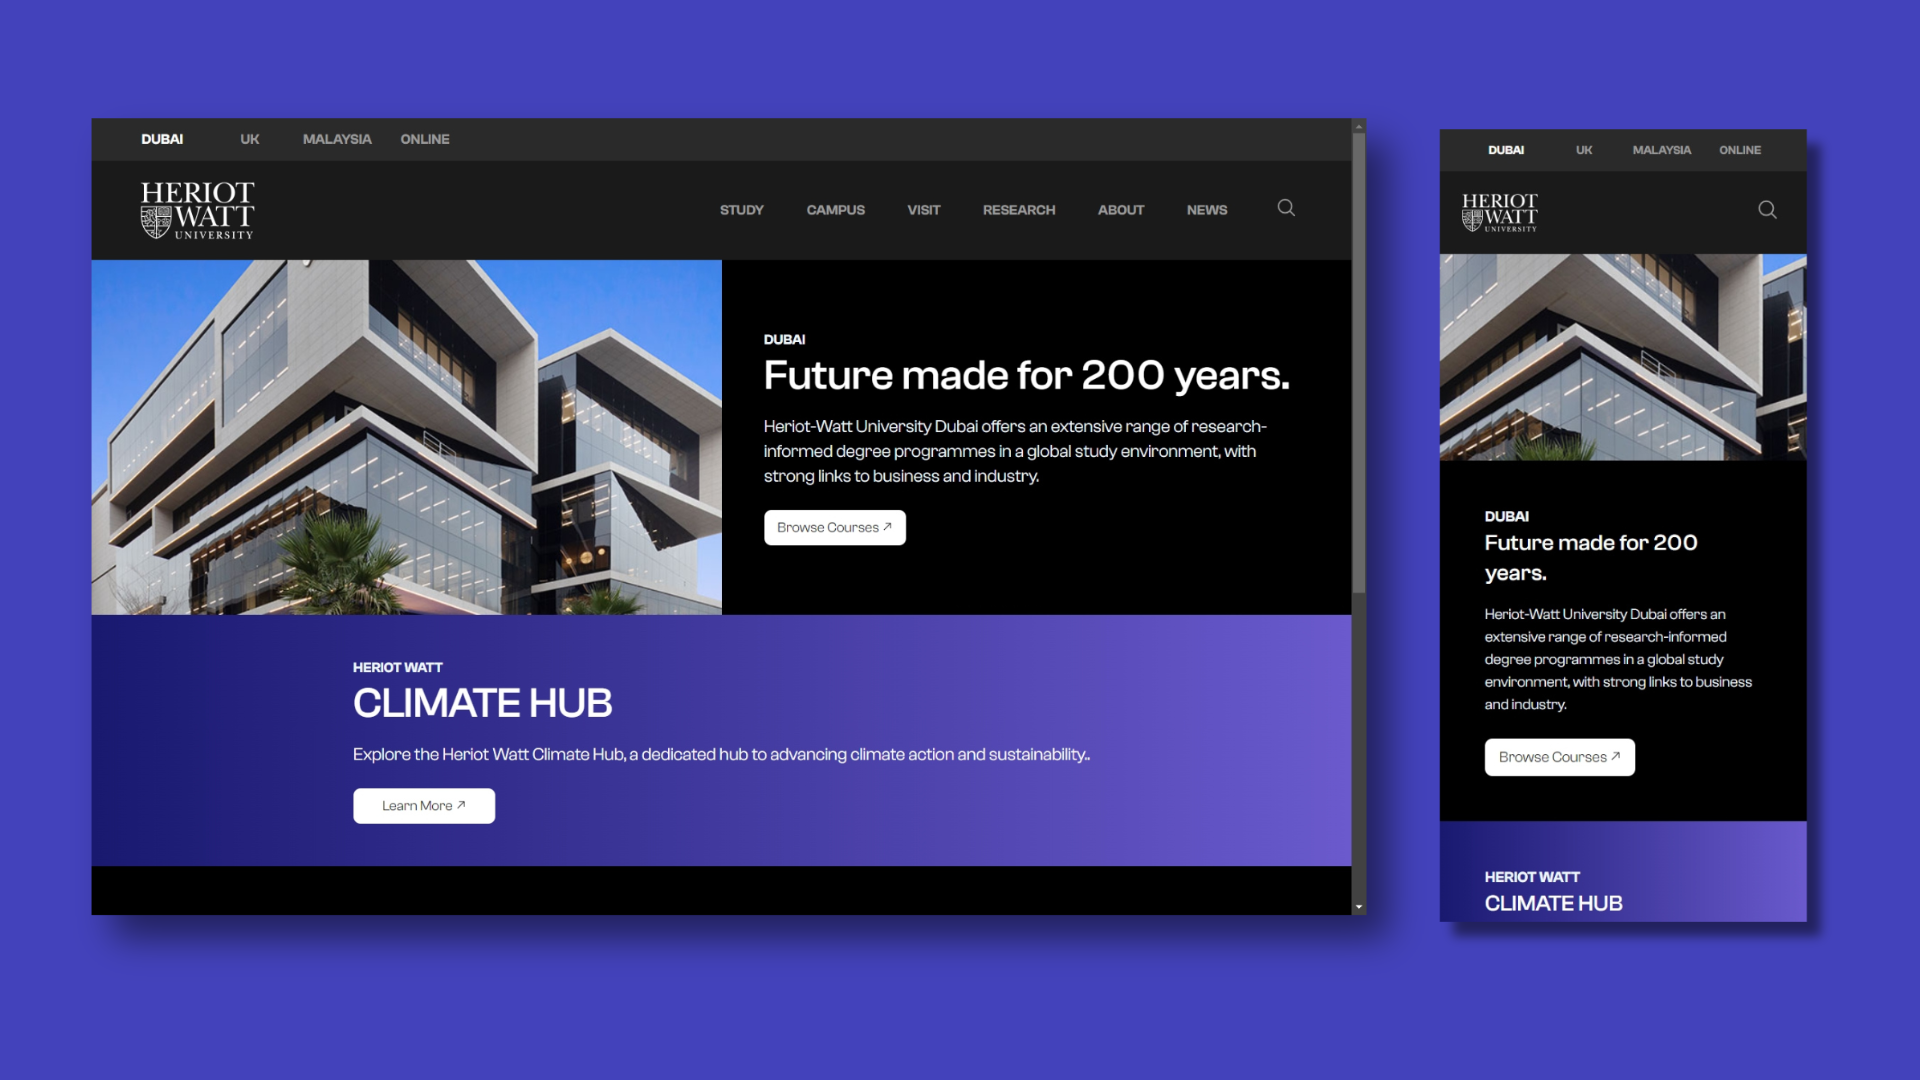 DUBAI UK MALAYSIA ONLINE
HERIOT
WATT
UNIVERSITY
STUDY CAMPUS VISIT RESEARCH ABOUT NEWS
DUBAI
Future made for 200 years.
Heriot-Watt University Dubai offers an extensive range of research-
informed degree programmes in a global study environment, with
strong links to business and industry.
Browse Courses ↗
HERIOT WATT
CLIMATE HUB
Explore the Heriot Watt Climate Hub, a dedicated hub to advancing climate action and sustainability..
Learn More ↗
DUBAI UK MALAYSIA ONLINE
HERIOT
WATT
UNIVERSITY
DUBAI
Future made for 200
years.
Heriot-Watt University Dubai offers an
extensive range of research-informed
degree programmes in a global study
environment, with strong links to business
and industry.
Browse Courses ↗
HERIOT WATT
CLIMATE HUB